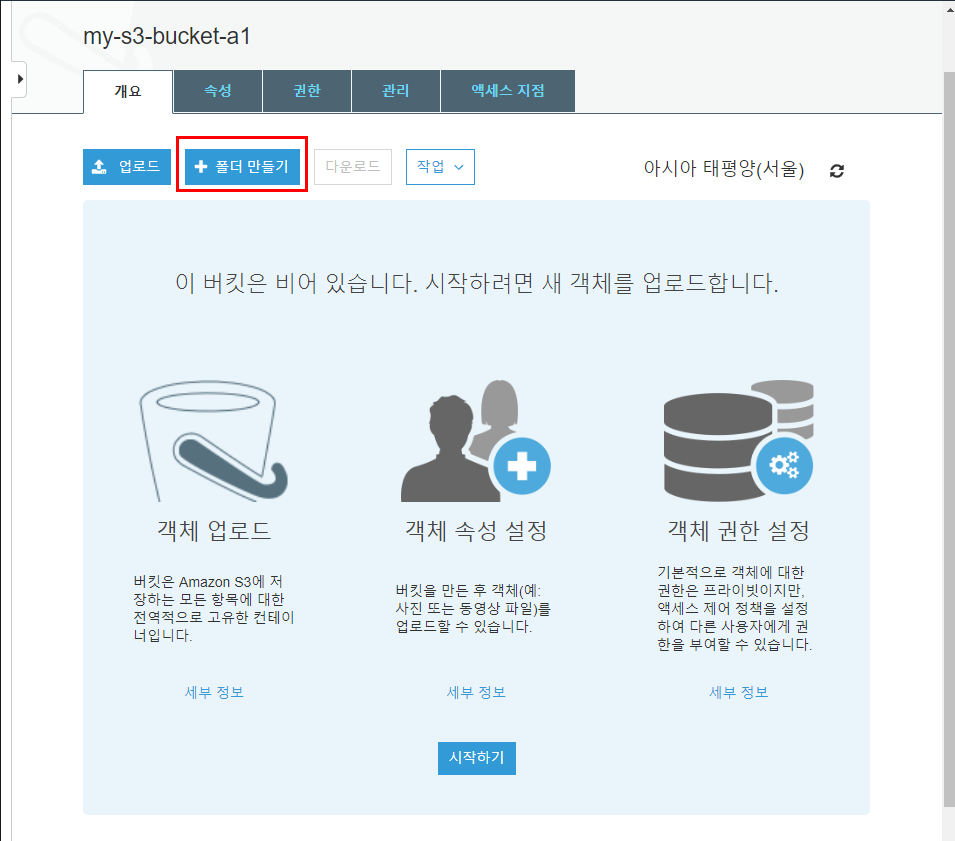 my-s3-bucket-a1
개요 속성 권한 관리 액세스 지점
업로드 폴더 만들기 다운로드 작업 아시아 태평양(서울)
이 버킷은 비어 있습니다. 시작하려면 새 객체를 업로드합니다.
객체 업로드
버킷은 Amazon S3에 저
장하는 모든 항목에 대한
전역적으로 고유한 컨테이
너입니다.
세부 정보
객체 속성 설정
버킷을 만든 후 객체(예:
사진 또는 동영상 파일)를
업로드할 수 있습니다.
세부 정보
객체 권한 설정
기본적으로 객체에 대한
권한은 프라이빗이지만,
액세스 제어 정책을 설정
하여 다른 사용자에게 권
한을 부여할 수 있습니다.
세부 정보
시작하기